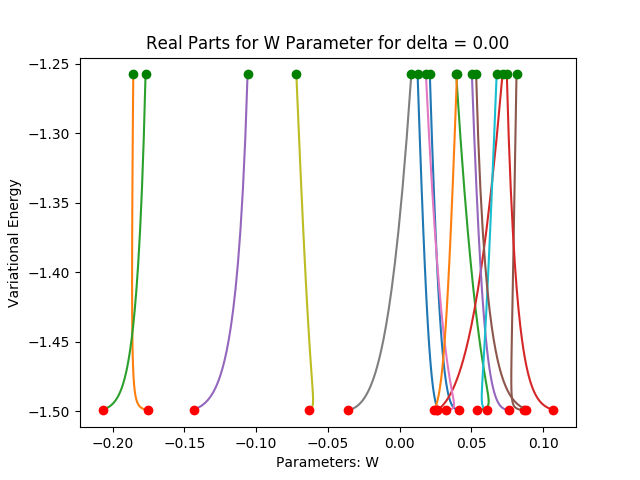 Real Parts for W Parameter for delta = 0.00
Variational Energy
−1.25
−1.30
−1.35
−1.40
−1.45
−1.50
−0.20 −0.15 −0.10 −0.05 0.00 0.05 0.10
Parameters: W